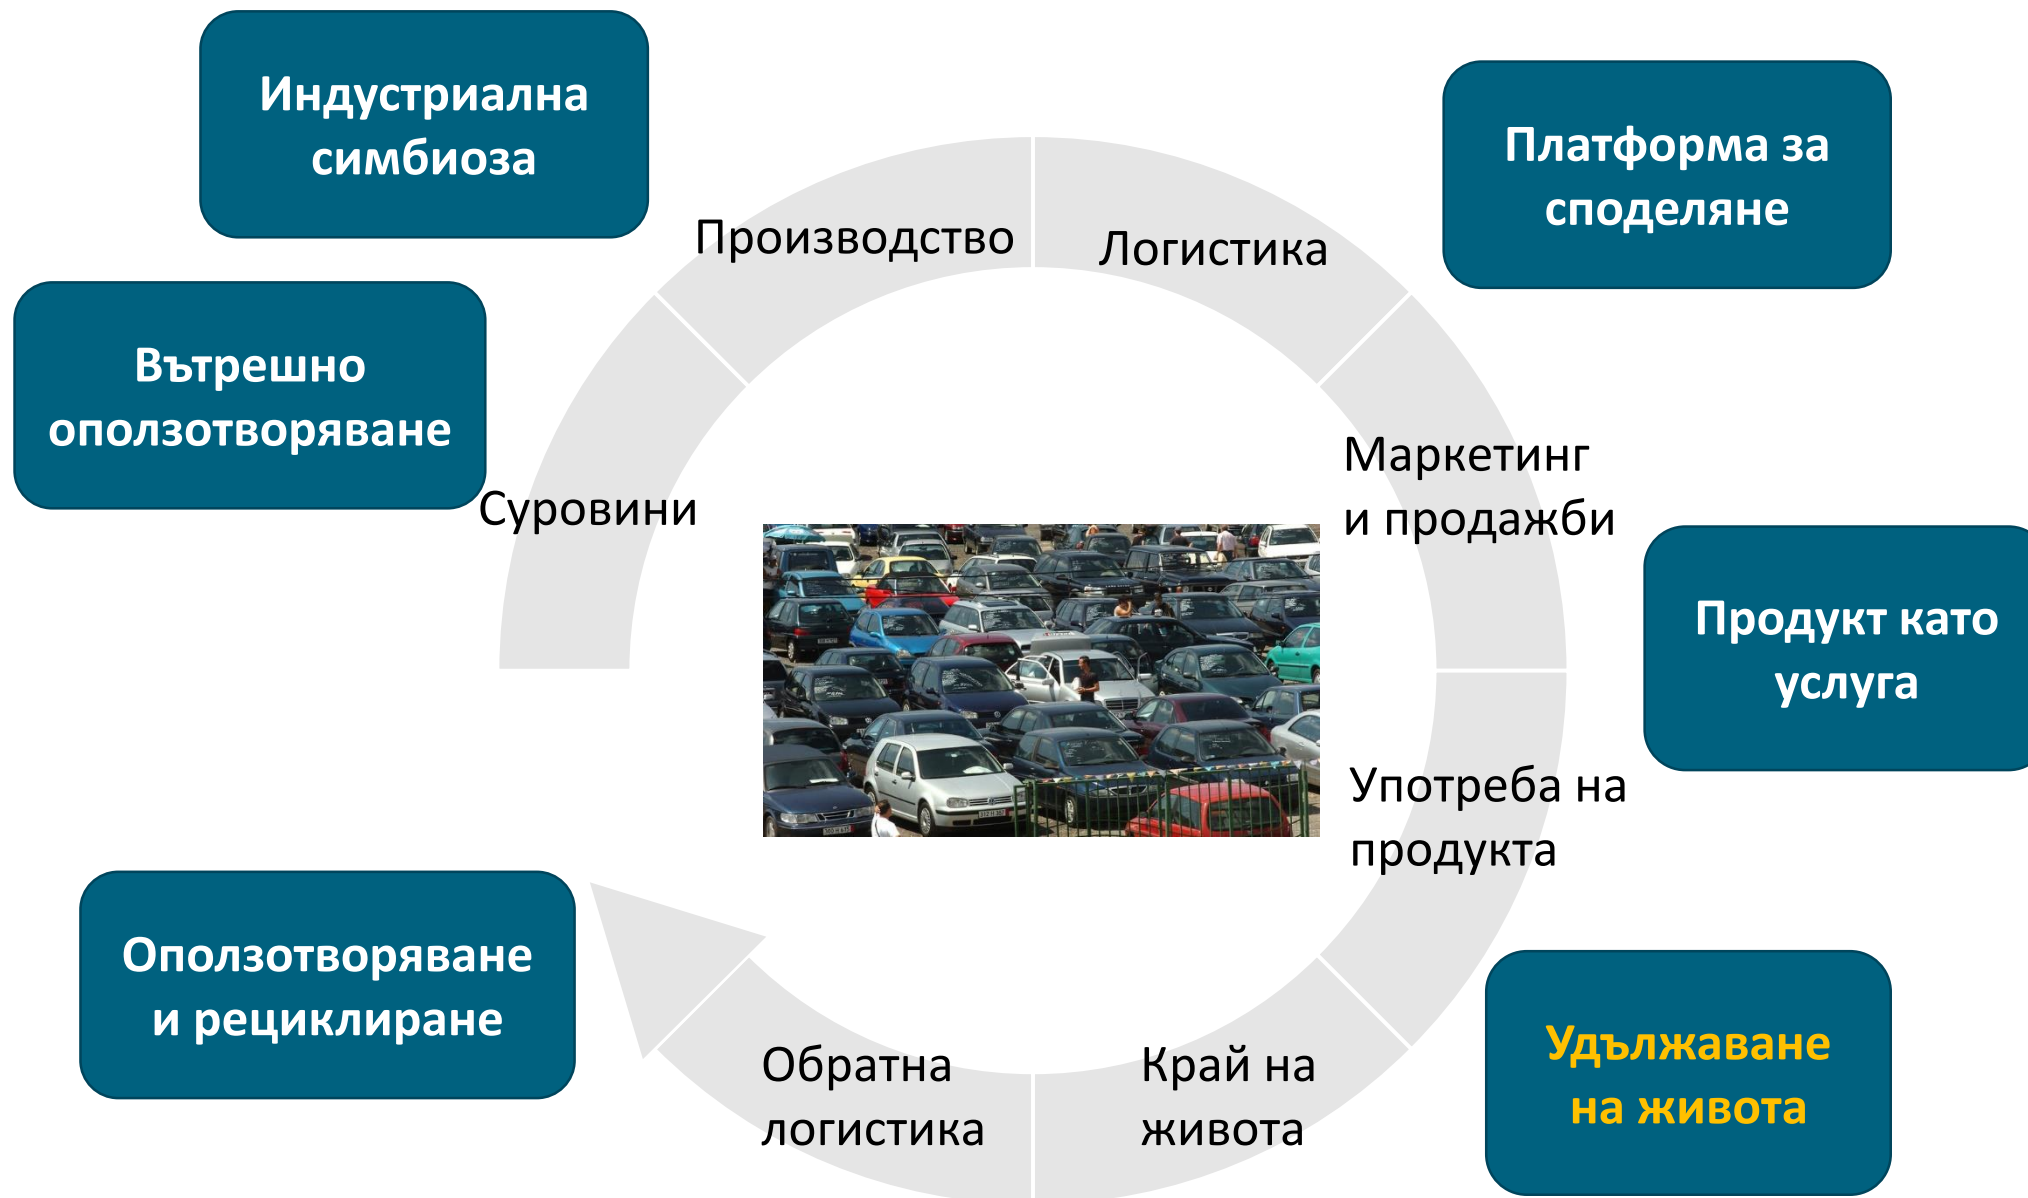 Индустриална
симбиоза
Платформа за
споделяне
Производство
Логистика
Вътрешно
оползотворяване
Суровини
Маркетинг
и продажби
Продукт като
услуга
Употреба на
продукта
Оползотворяване
и рециклиране
Обратна
логистика
Край на
живота
Удължаване
на живота